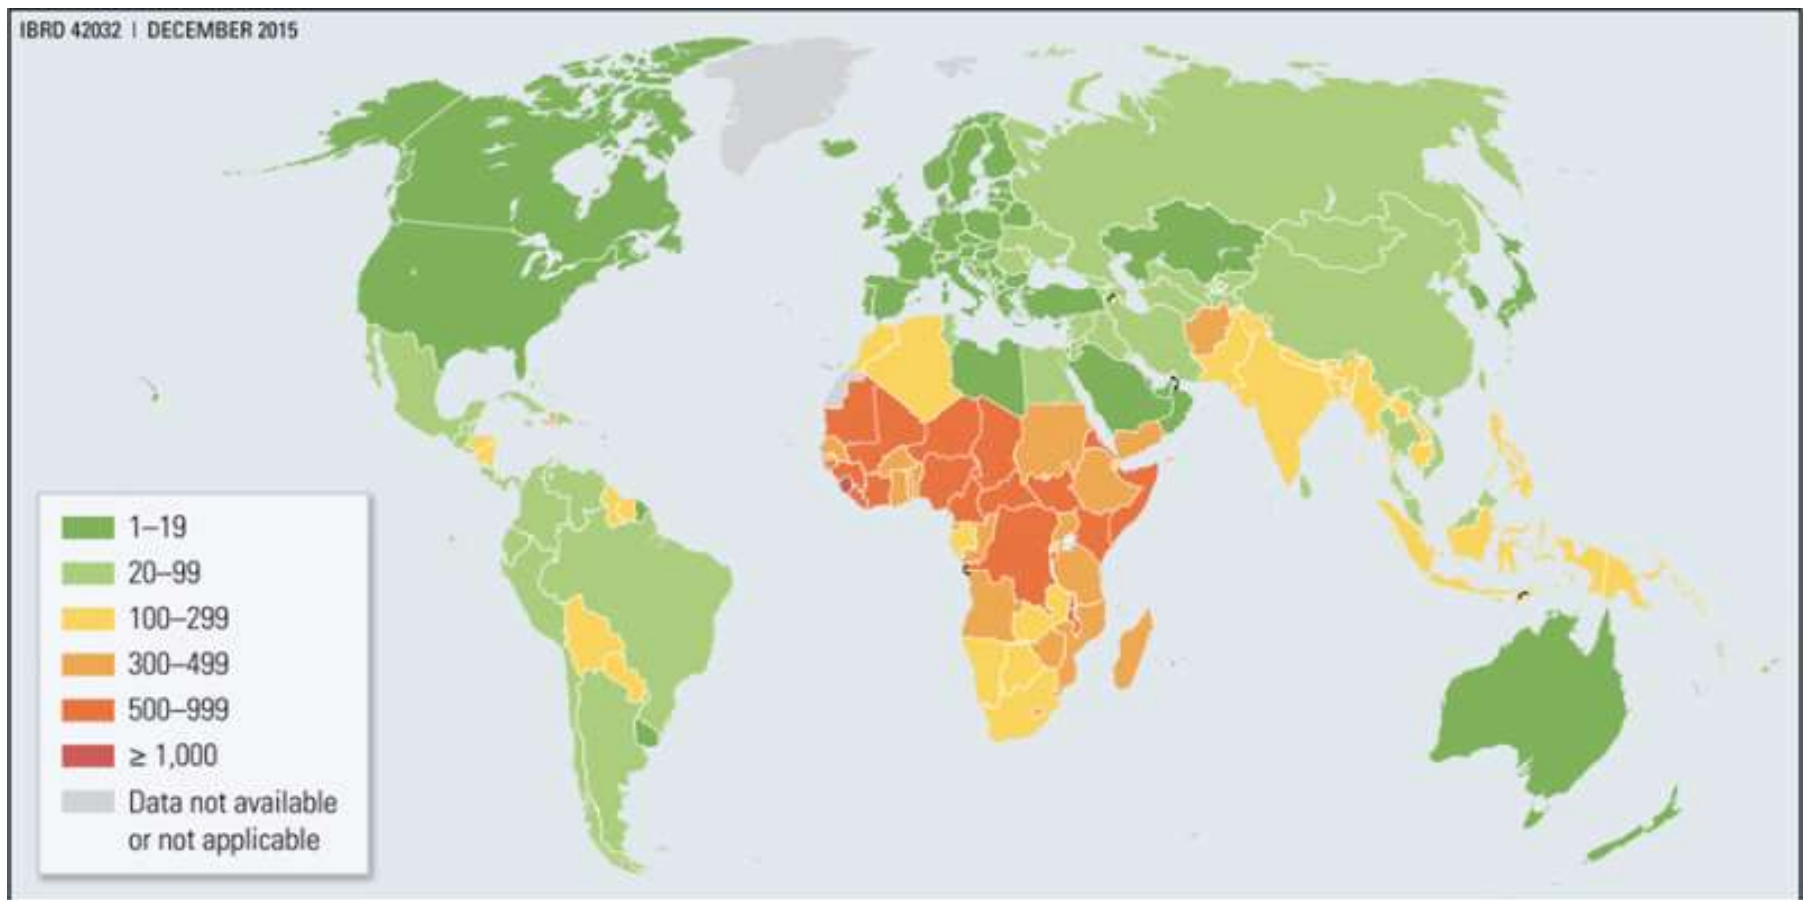 IBRD 42032 | DECEMBER 2015
1–19
20–99
100–299
300–499
500–999
≥ 1,000
Data not available
or not applicable